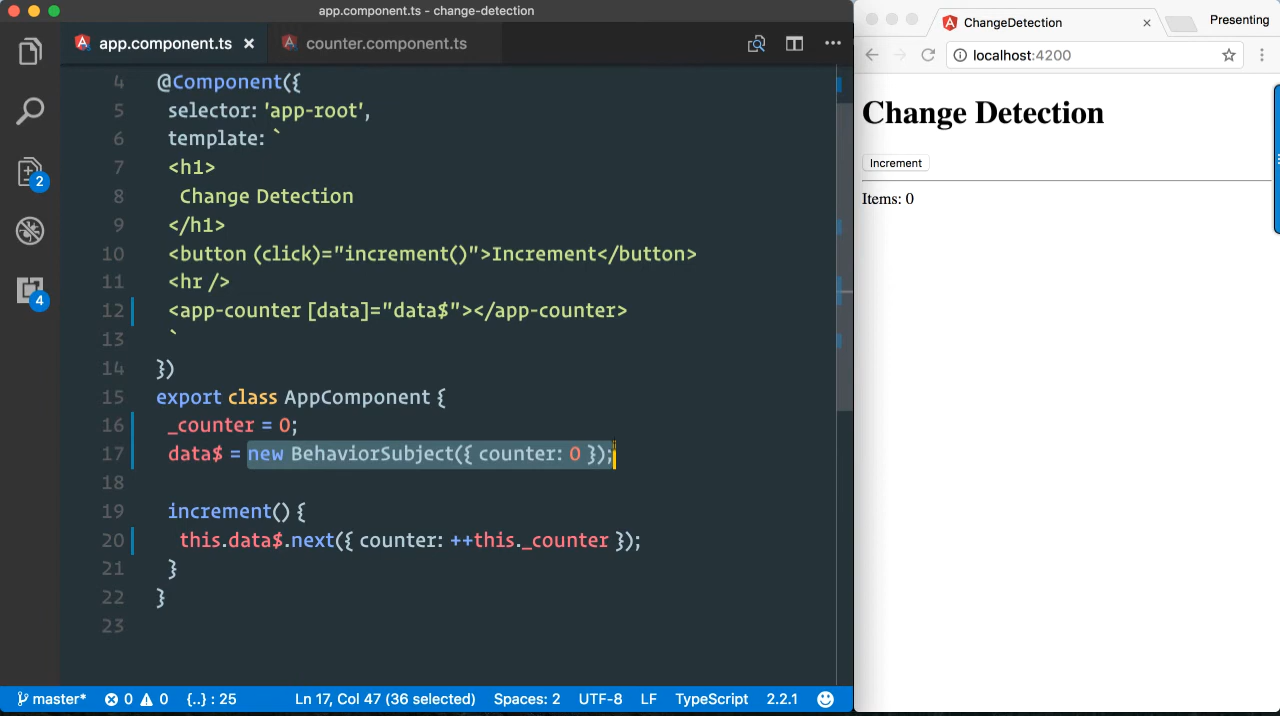 app.component.ts - change-detection
app.component.ts
counter.component.ts
4 @Component({
5 selector: 'app-root',
6 template: `
7 <h1>
8 Change Detection
9 </h1>
10 <button (click)="increment()">Increment</button>
11 <hr />
12 <app-counter [data]="data$"></app-counter>
13 `
14 })
15 export class AppComponent {
16 _counter = 0;
17 data$ = new BehaviorSubject({ counter: 0 });
18
19 increment() {
20 this.data$.next({ counter: ++this._counter });
21 }
22 }
23
2
4
master* 0 0 {..} : 25 Ln 17, Col 47 (36 selected) Spaces: 2 UTF-8 LF TypeScript 2.2.1
ChangeDetection
Presenting
localhost:4200
Change Detection
Increment
Items: 0